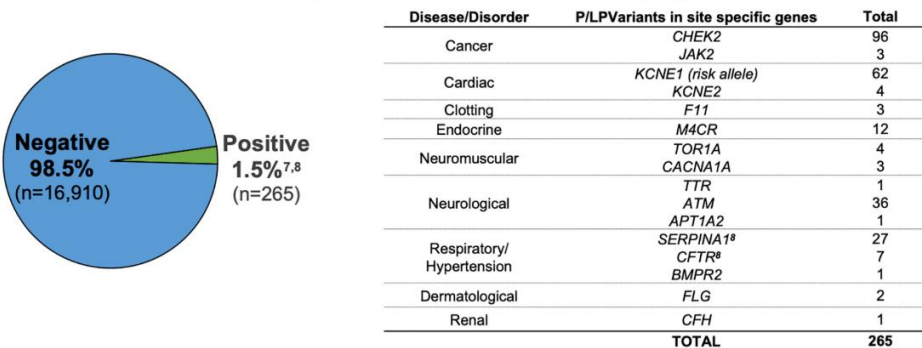 Negative
98.5%
(n=16,910)
Positive
1.5%⁷,⁸
(n=265)
Disease/Disorder P/LPVariants in site specific genes Total
Cancer CHEK2 96
JAK2 3
Cardiac KCNE1 (risk allele) 62
KCNE2 4
Clotting F11 3
Endocrine M4CR 12
Neuromuscular TOR1A 4
CACNA1A 3
Neurological TTR 1
ATM 36
APT1A2 1
Respiratory/
Hypertension SERPINA1⁸ 27
CFTR⁸ 7
BMPR2 1
Dermatological FLG 2
Renal CFH 1
TOTAL 265